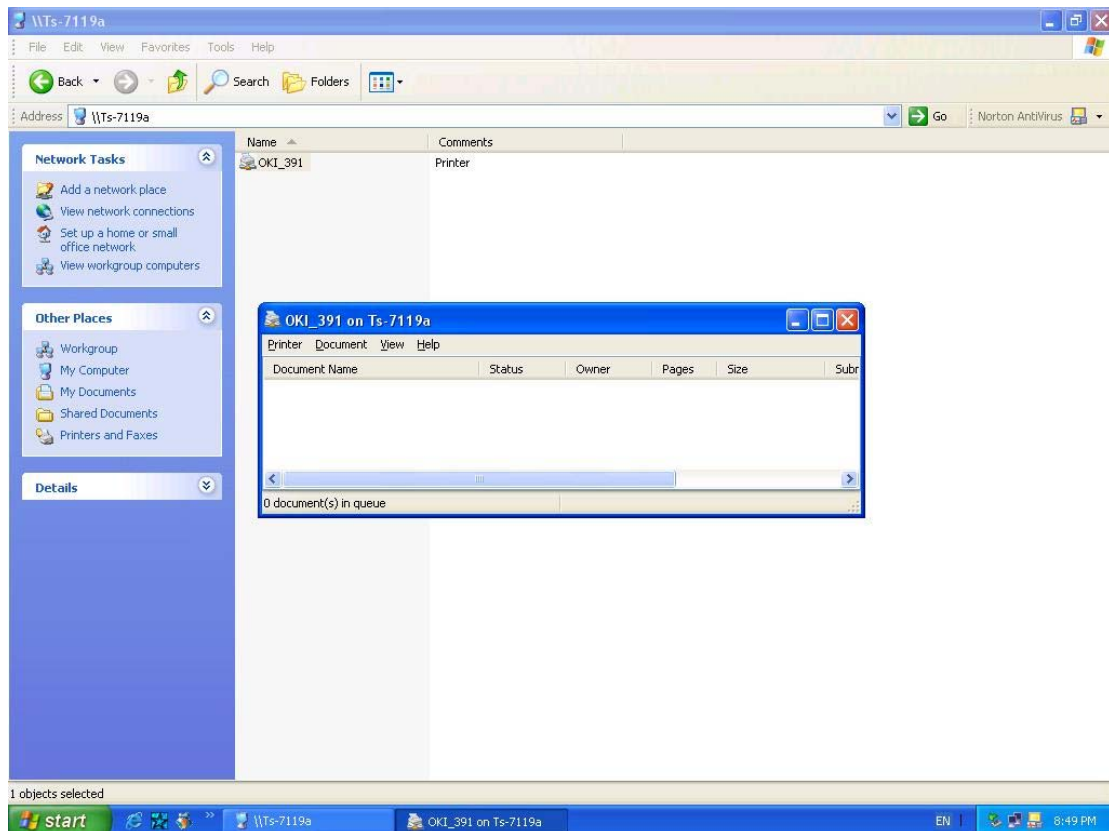 \\Ts-7119a
File Edit View Favorites Tools Help
Back Search Folders
Address \\Ts-7119a Go Norton AntiVirus
Name Comments
OKI_391 Printer
Network Tasks
Add a network place
View network connections
Set up a home or small
office network
View workgroup computers
Other Places
Workgroup
My Computer
My Documents
Shared Documents
Printers and Faxes
Details
OKI_391 on Ts-7119a
Printer Document View Help
Document Name Status Owner Pages Size Subr
0 document(s) in queue
1 objects selected
start \\Ts-7119a OKI_391 on Ts-7119a EN 8:49 PM